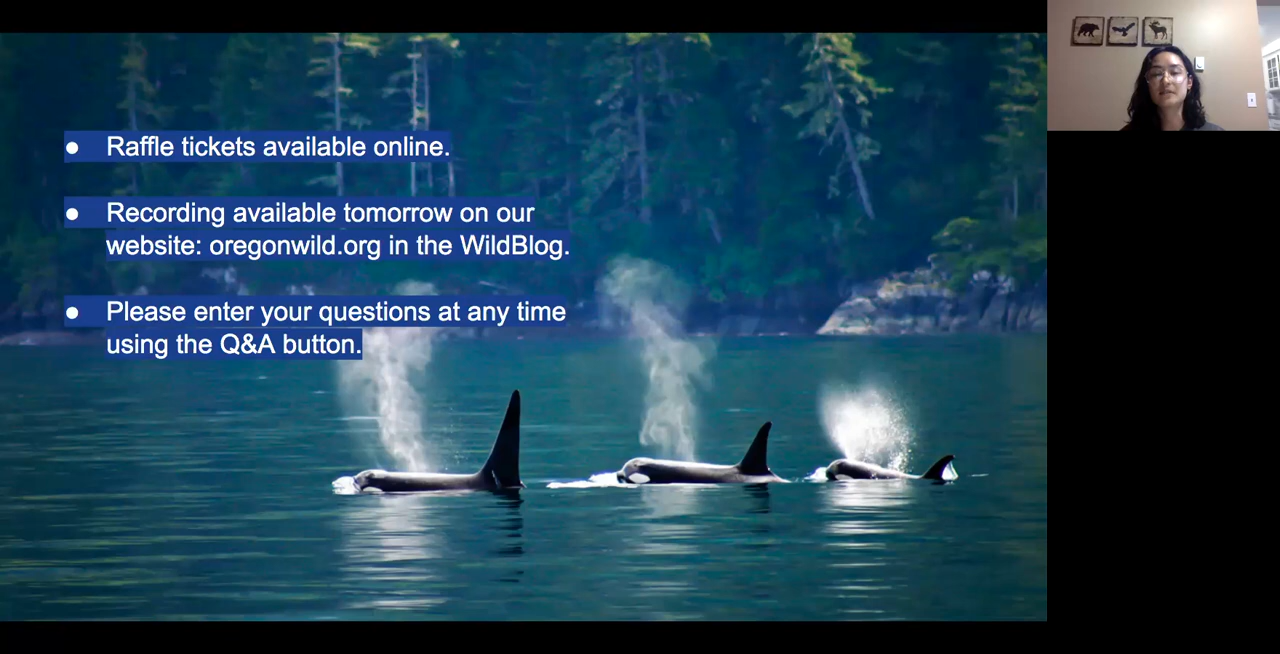 ● Raffle tickets available online.
● Recording available tomorrow on our
website: oregonwild.org in the WildBlog.
● Please enter your questions at any time
using the Q&A button.